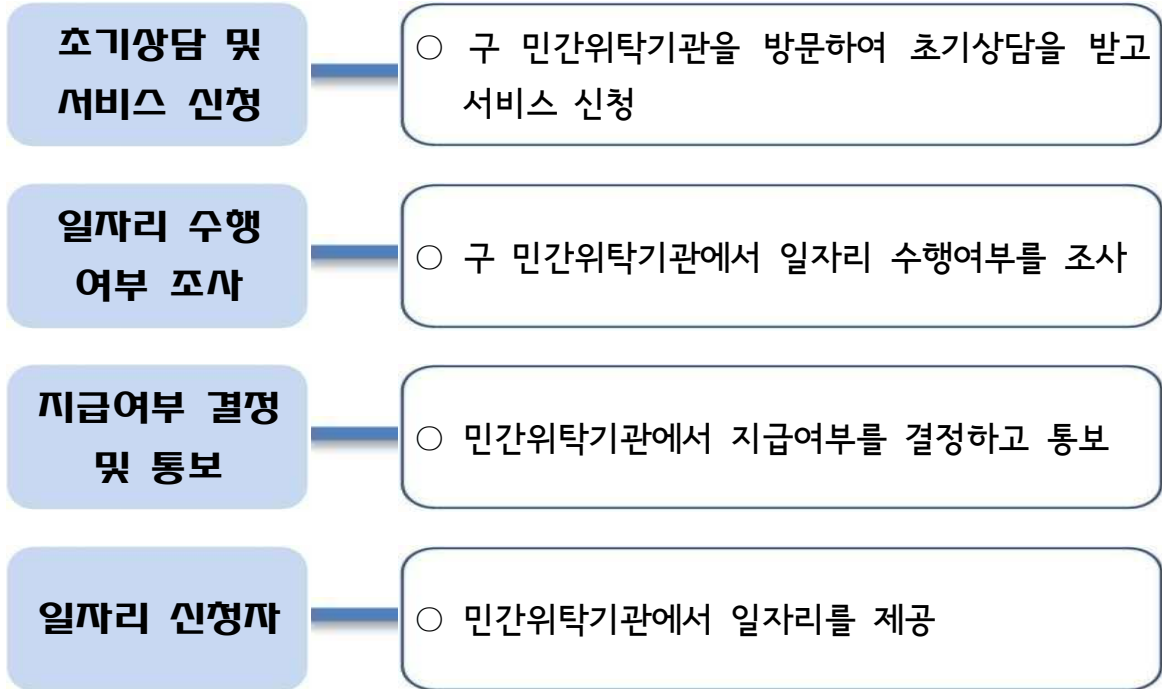 초기상담 및
서비스 신청
○ 구 민간위탁기관을 방문하여 초기상담을 받고
서비스 신청
일자리 수행
여부 조사
○ 구 민간위탁기관에서 일자리 수행여부를 조사
지급여부 결정
및 통보
○ 민간위탁기관에서 지급여부를 결정하고 통보
일자리 신청자
○ 민간위탁기관에서 일자리를 제공